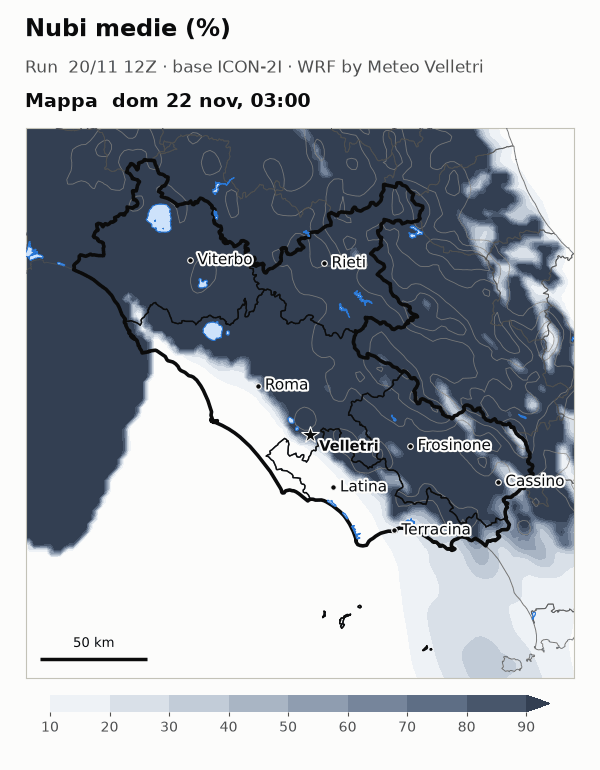 Nubi medie (%)
Run 20/11 12Z · base ICON-2I · WRF by Meteo Velletri
Mappa dom 22 nov, 03:00
Viterbo
Rieti
Roma
Velletri
Frosinone
Cassino
Latina
Terracina
50 km
10 20 30 40 50 60 70 80 90